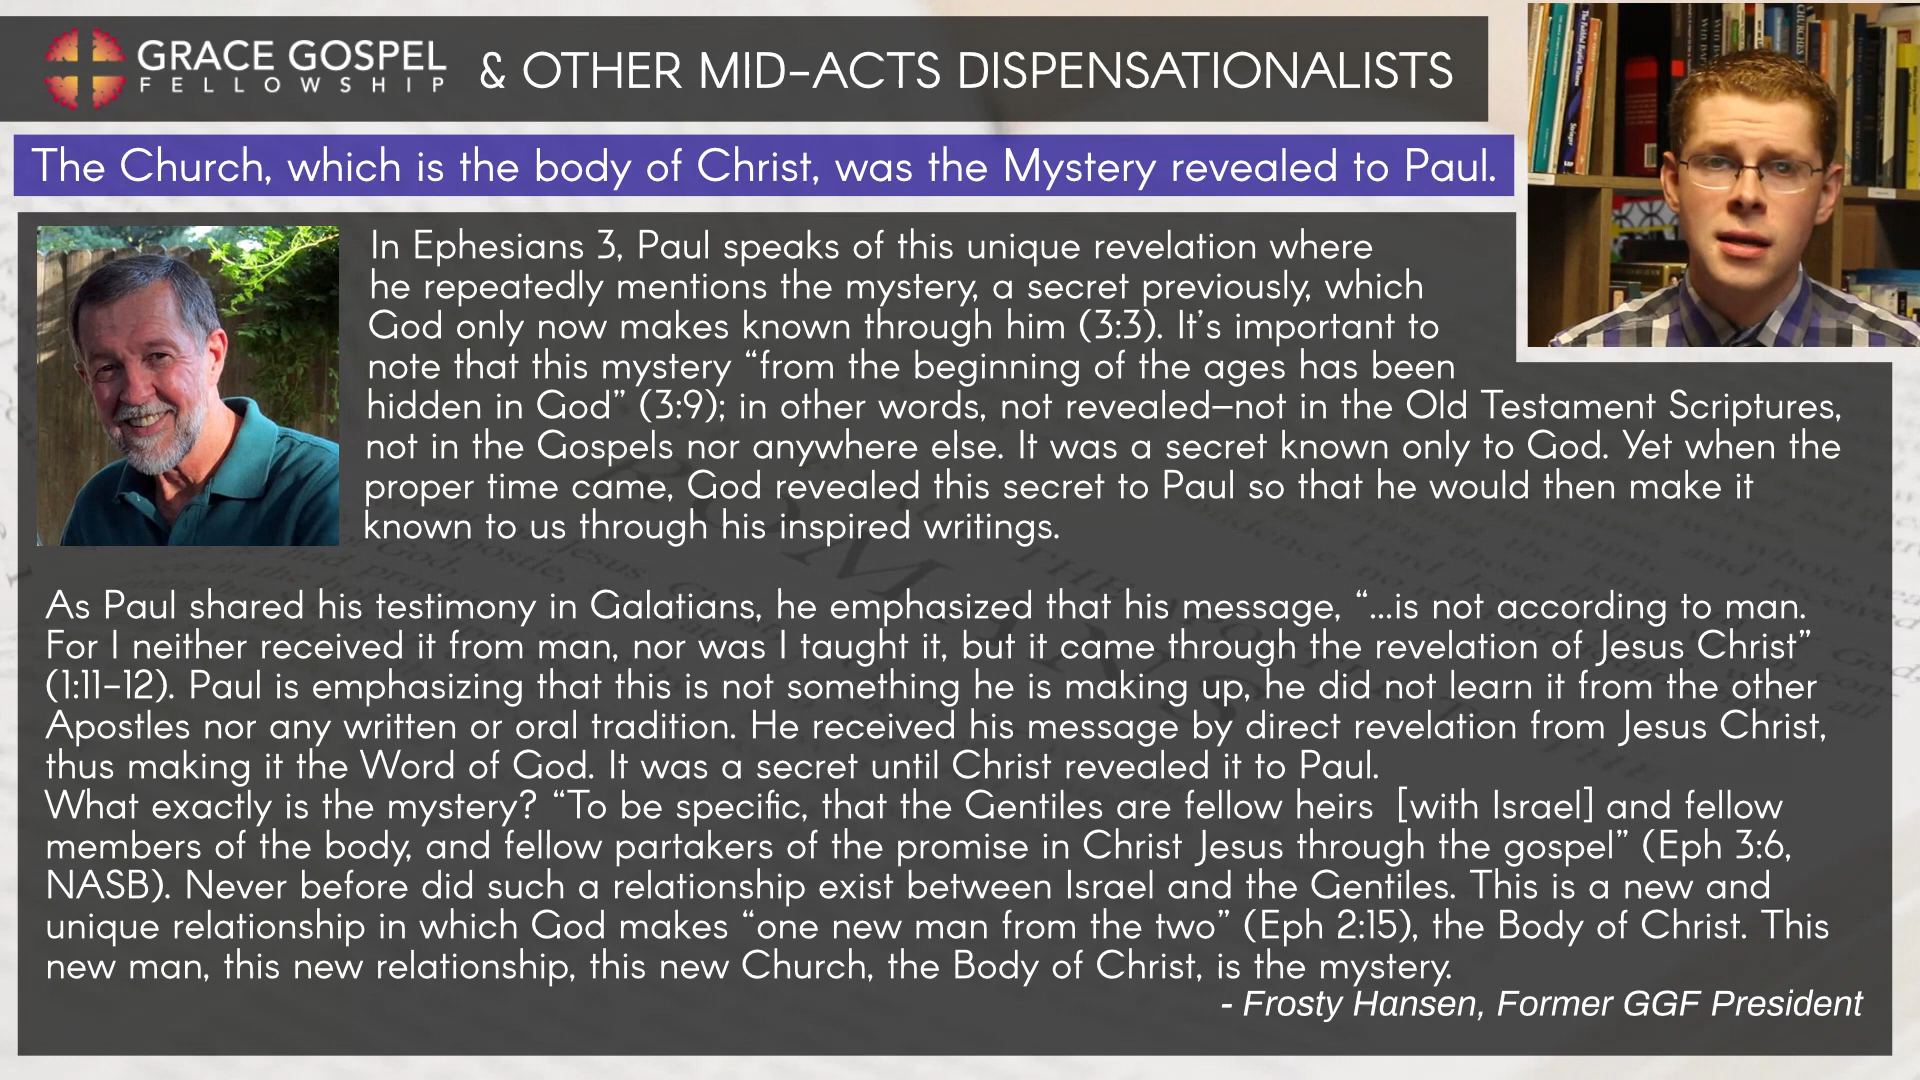 GRACE GOSPEL
FELLOWSHIP
& OTHER MID-ACTS DISPENSATIONALISTS
The Church, which is the body of Christ, was the Mystery revealed to Paul.
In Ephesians 3, Paul speaks of this unique revelation where
he repeatedly mentions the mystery, a secret previously, which
God only now makes known through him (3:3). It's important to
note that this mystery “from the beginning of the ages has been
hidden in God” (3:9); in other words, not revealed—not in the Old Testament Scriptures,
not in the Gospels nor anywhere else. It was a secret known only to God. Yet when the
proper time came, God revealed this secret to Paul so that he would then make it
known to us through his inspired writings.
As Paul shared his testimony in Galatians, he emphasized that his message, “...is not according to man.
For I neither received it from man, nor was I taught it, but it came through the revelation of Jesus Christ”
(1:11–12). Paul is emphasizing that this is not something he is making up, he did not learn it from the other
Apostles nor any written or oral tradition. He received his message by direct revelation from Jesus Christ,
thus making it the Word of God. It was a secret until Christ revealed it to Paul.
What exactly is the mystery? “To be specific, that the Gentiles are fellow heirs [with Israel] and fellow
members of the body, and fellow partakers of the promise in Christ Jesus through the gospel” (Eph 3:6,
NASB). Never before did such a relationship exist between Israel and the Gentiles. This is a new and
unique relationship in which God makes “one new man from the two” (Eph 2:15), the Body of Christ. This
new man, this new relationship, this new Church, the Body of Christ, is the mystery.
- Frosty Hansen, Former GGF President